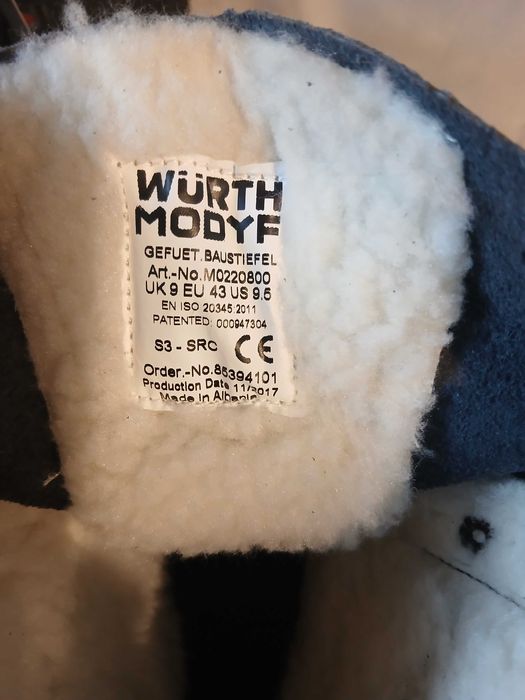 WÜRTH
MODYF
GEFUET.BAUSTIEFEL
Art.-No.M0220800
UK 9 EU 43 US 9.5
EN ISO 20345:2011
PATENTED: 000947304
S3 - SRC CE
Order.-No.86394101
Production Date 11/2017
Made in Albania